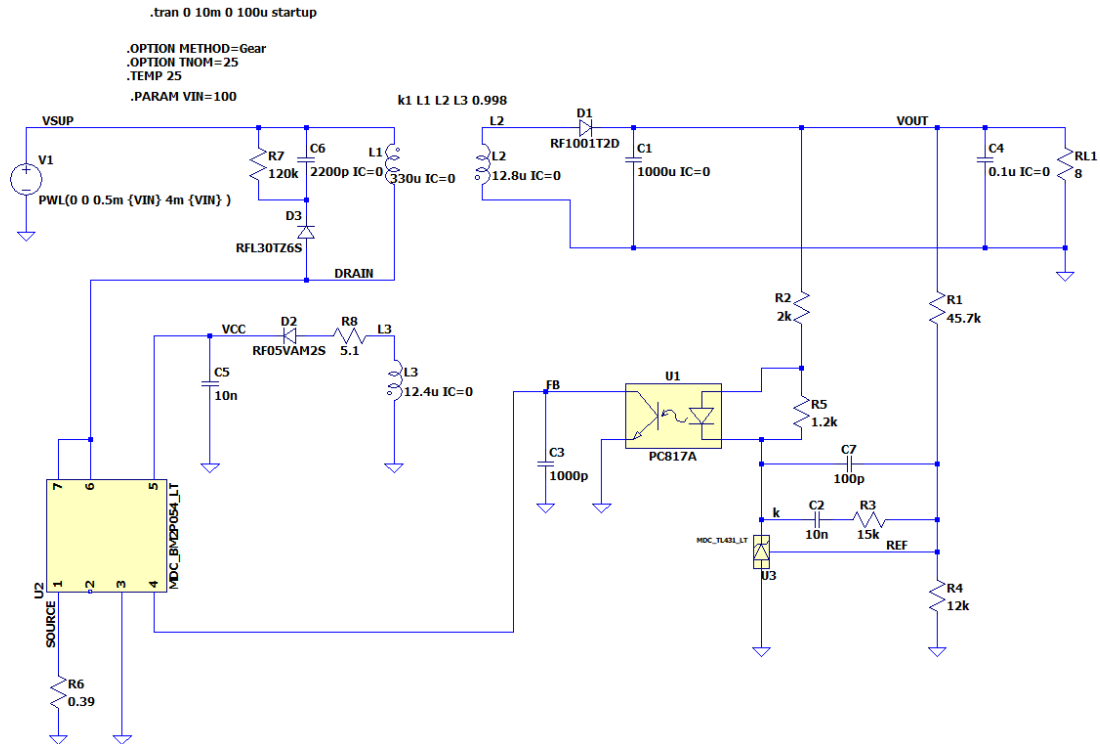 .tran 0 10m 0 100u startup
.OPTION METHOD=Gear
.OPTION TNOM=25
.TEMP 25
.PARAM VIN=100
k1 L1 L2 L3 0.998
VSUP
L2
D1
RF1001T2D
VOUT
V1
PWL(0 0 0.5m {VIN} 4m {VIN} )
R7
120k
C6
2200p IC=0
L1
330u IC=0
L2
12.8u IC=0
C1
1000u IC=0
C4
0.1u IC=0
RL1
8
D3
RFL30TZ6S
DRAIN
R2
2k
R1
45.7k
VCC
D2
RF05VAM2S
R8
5.1
L3
L3
12.4u IC=0
C5
10n
FB
U1
PC817A
R5
1.2k
C3
1000p
C7
100p
k
C2
10n
R3
15k
MDC_TL431_LT
U3
REF
R4
12k
7
6
5
1
2
3
4
U2
MDC_BM2P054_LT
SOURCE
R6
0.39